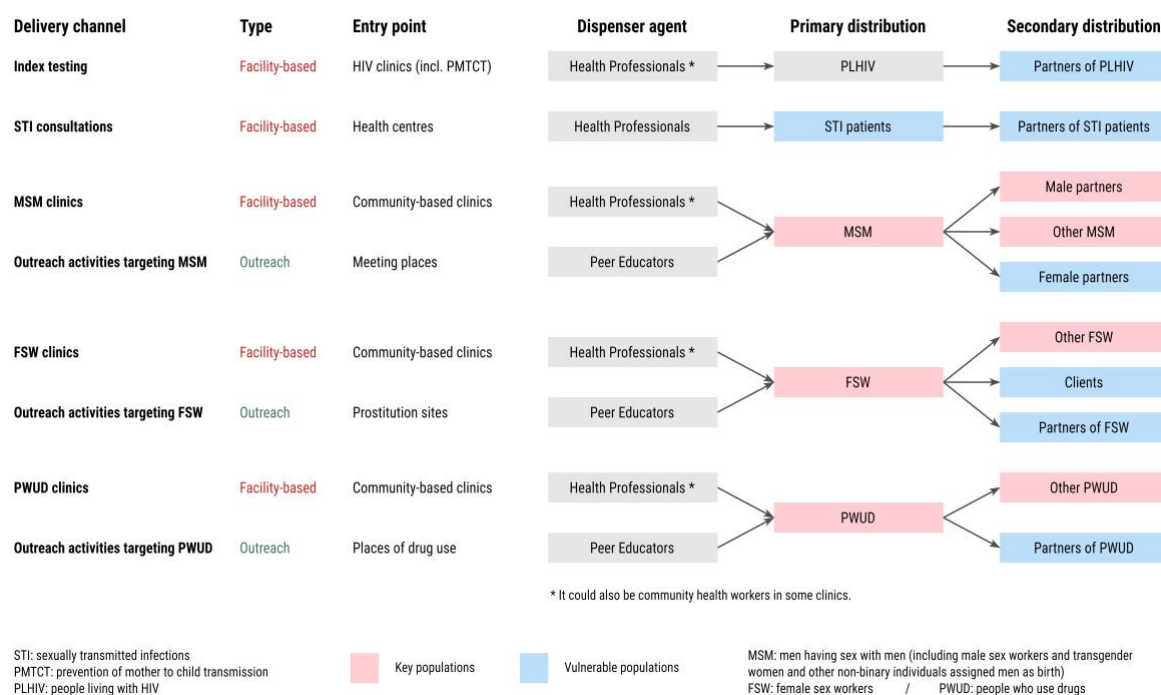 Delivery channel Type Entry point Dispenser agent Primary distribution Secondary distribution
Index testing Facility-based HIV clinics (incl. PMTCT) Health Professionals * PLHIV Partners of PLHIV
STI consultations Facility-based Health centres Health Professionals STI patients Partners of STI patients
Male partners
MSM clinics Facility-based Community-based clinics Health Professionals *
MSM Other MSM
Outreach activities targeting MSM Outreach Meeting places Peer Educators
Female partners
Other FSW
FSW clinics Facility-based Community-based clinics Health Professionals *
FSW Clients
Outreach activities targeting FSW Outreach Prostitution sites Peer Educators
Partners of FSW
PWUD clinics Facility-based Community-based clinics Health Professionals * Other PWUD
PWUD
Outreach activities targeting PWUD Outreach Places of drug use Peer Educators Partners of PWUD
* It could also be community health workers in some clinics.
STI: sexually transmitted infections
PMTCT: prevention of mother to child transmission
PLHIV: people living with HIV
Key populations
Vulnerable populations
MSM: men having sex with men (including male sex workers and transgender
women and other non-binary individuals assigned men as birth)
FSW: female sex workers / PWUD: people who use drugs